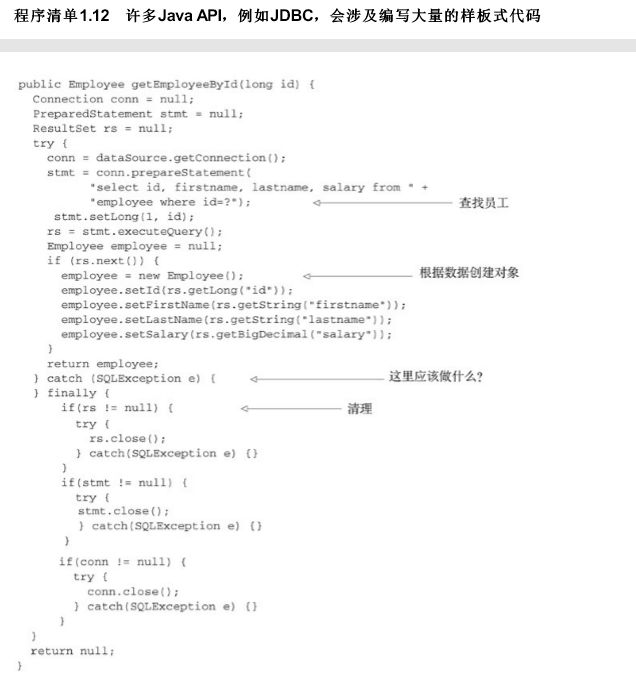 程序清单1.12 许多Java API，例如JDBC，会涉及编写大量的样板式代码
public Employee getEmployeeById(long id) {
Connection conn = null;
PreparedStatement stmt = null;
ResultSet rs = null;
try {
conn = dataSource.getConnection();
stmt = conn.prepareStatement(
"select id, firstname, lastname, salary from " +
"employee where id=?"); 查找员工
stmt.setLong(1, id);
rs = stmt.executeQuery();
Employee employee = null;
if (rs.next()) {
employee = new Employee(); 根据数据创建对象
employee.setId(rs.getLong("id"));
employee.setFirstName(rs.getString("firstname"));
employee.setLastName(rs.getString("lastname"));
employee.setSalary(rs.getBigDecimal("salary"));
}
return employee;
} catch (SQLException e) { 这里应该做什么?
} finally {
if(rs != null) { 清理
try {
rs.close();
} catch(SQLException e) {}
}
if(stmt != null) {
try {
stmt.close();
} catch(SQLException e) {}
}
if(conn != null) {
try {
conn.close();
} catch(SQLException e) {}
}
}
return null;
}